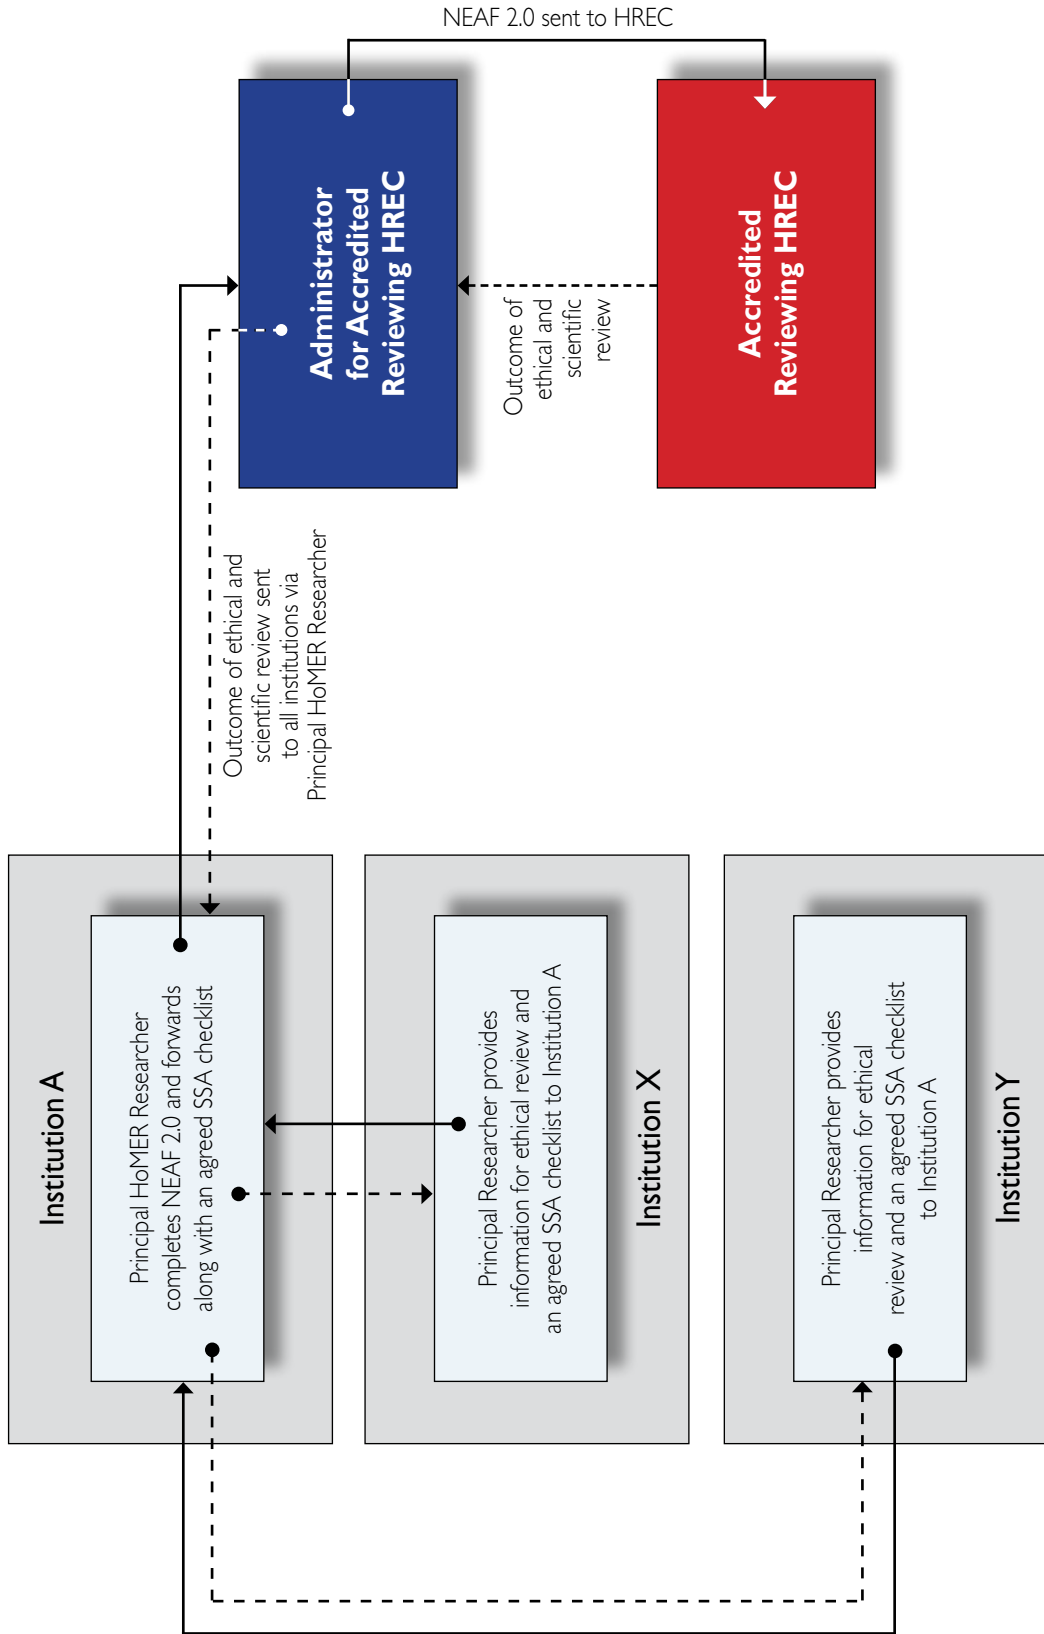 NEAF 2.0 sent to HREC
Institution A
Principal HoMER Researcher
completes NEAF 2.0 and forwards
along with an agreed SSA checklist
Outcome of ethical and
scientific review sent
to all institutions via
Principal HoMER Researcher
Administrator
for Accredited
Reviewing HREC
Principal Researcher provides
information for ethical review and
an agreed SSA checklist to Institution A
Institution X
Outcome of
ethical and
scientific
review
Accredited
Reviewing HREC
Principal Researcher provides
information for ethical
review and an agreed SSA checklist
to Institution A
Institution Y